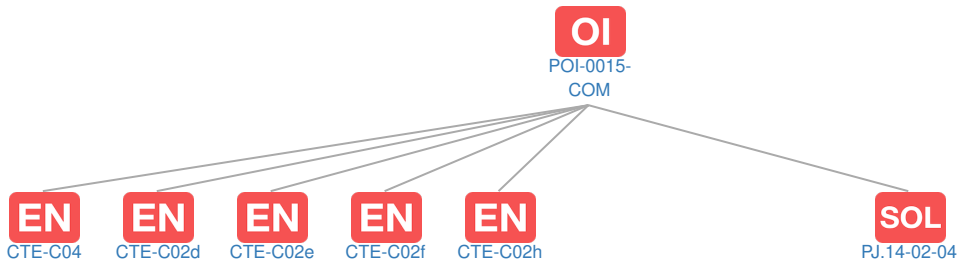 OI
POI-0015-
COM
EN EN EN EN EN SOL
CTE-C04 CTE-C02d CTE-C02e CTE-C02f CTE-C02h PJ.14-02-04